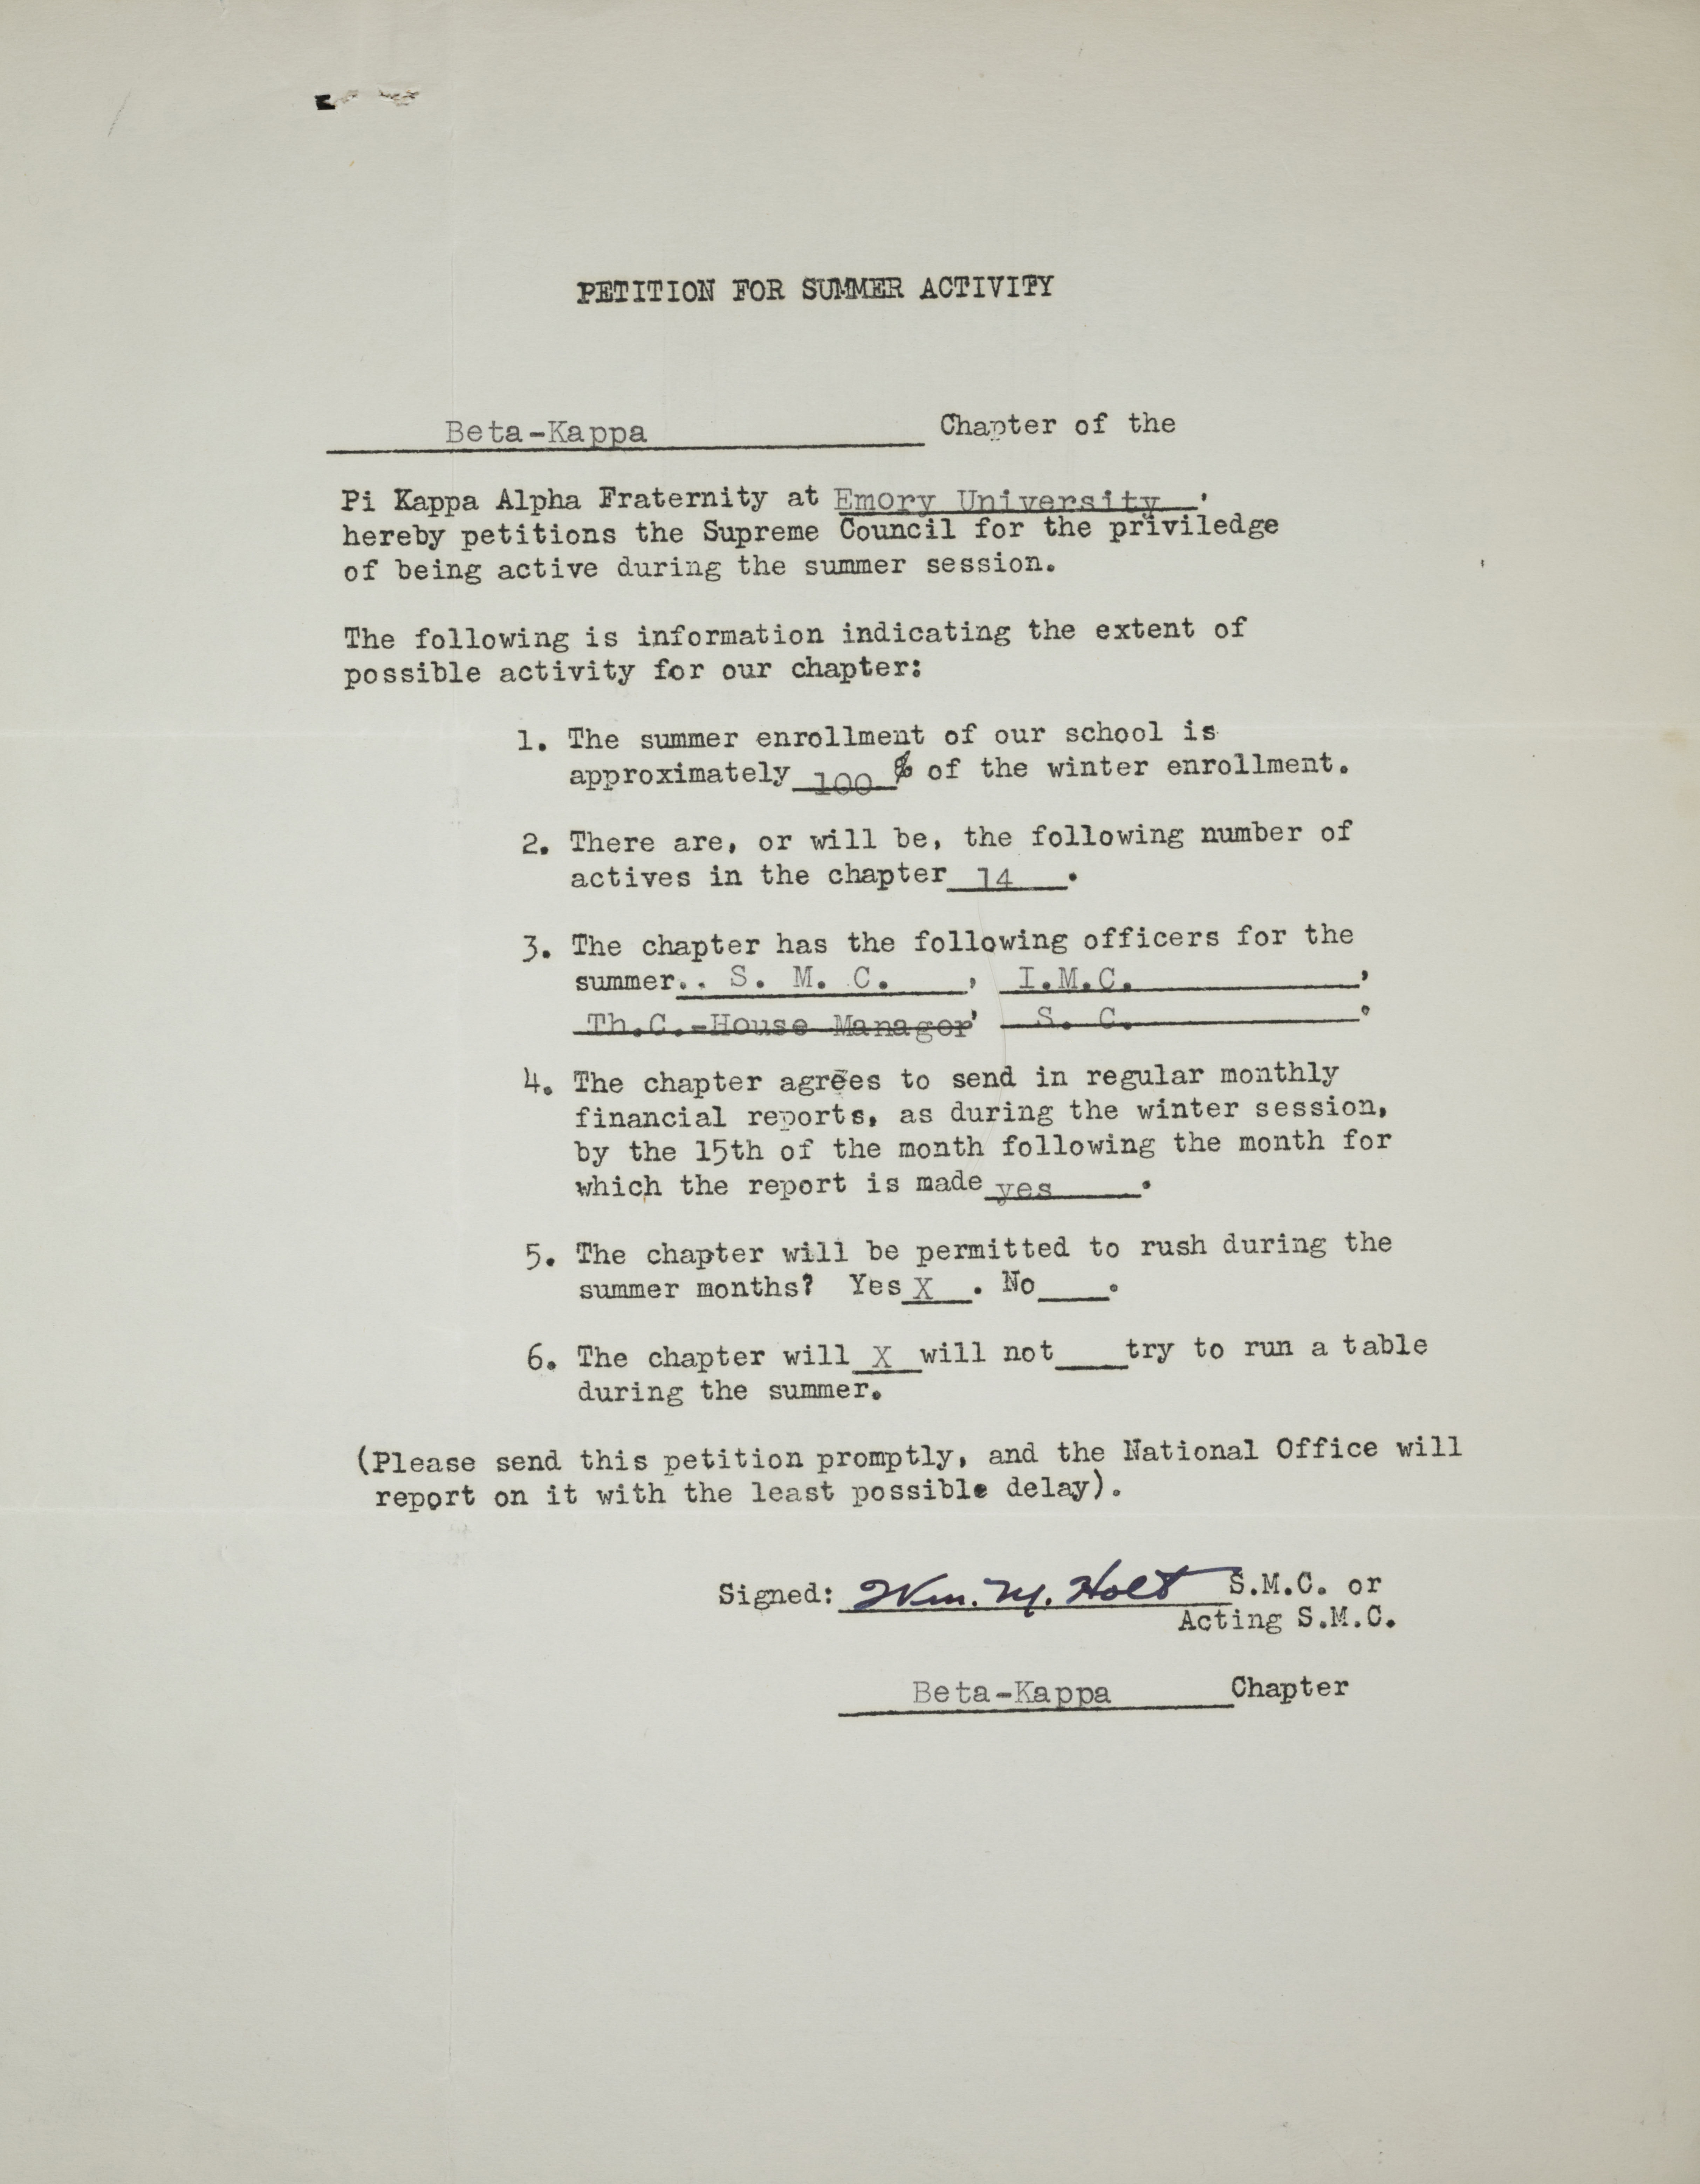 PETITION FOR SUMMER ACTIVITY
Beta-Kappa Chapter of the
Pi Kappa Alpha Fraternity at Emory University,
hereby petitions the Supreme Council for the priviledge
of being active during the summer session.
The following is information indicating the extent of
possible activity for our chapter:
1. The summer enrollment of our school is
approximately 100 % of the winter enrollment.
2. There are, or will be, the following number of
actives in the chapter 14 .
3. The chapter has the following officers for the
summer.. S. M. C. , I.M.C. ,
Th.C.-House Manager, S. C. .
4. The chapter agrees to send in regular monthly
financial reports, as during the winter session,
by the 15th of the month following the month for
which the report is made yes .
5. The chapter will be permitted to rush during the
summer months? Yes X . No .
6. The chapter will X will not try to run a table
during the summer.
(Please send this petition promptly, and the National Office will
report on it with the least possible delay).
Signed: Wm. M. Holt S.M.C. or
Acting S.M.C.
Beta-Kappa Chapter